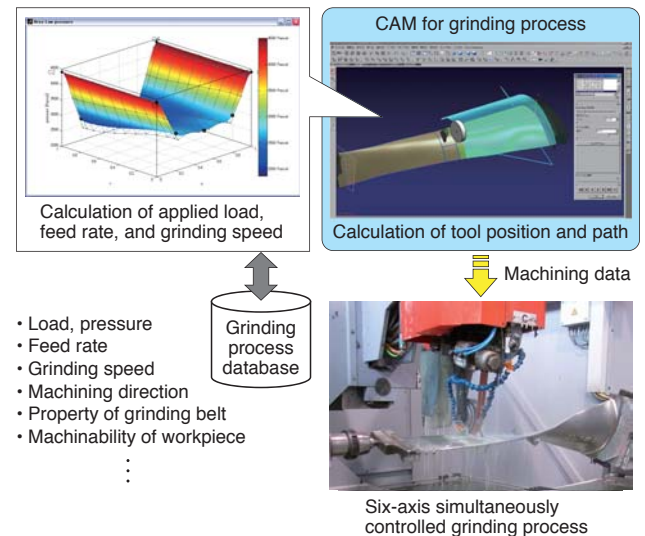 CAM for grinding process
Calculation of applied load,
feed rate, and grinding speed
Calculation of tool position and path
Machining data
Grinding
process
database
• Load, pressure
• Feed rate
• Grinding speed
• Machining direction
• Property of grinding belt
• Machinability of workpiece
⋮
Six-axis simultaneously
controlled grinding process